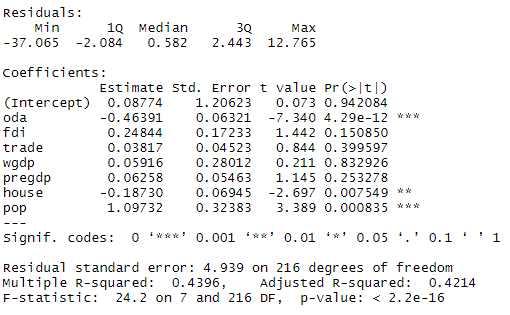 Residuals:
    Min      1Q  Median      3Q     Max
-37.065  -2.084   0.582   2.443  12.765

Coefficients:
            Estimate Std. Error t value Pr(>|t|)
(Intercept)  0.08774    1.20623   0.073 0.942084
oda         -0.46391    0.06321  -7.340 4.29e-12 ***
fdi          0.24844    0.17233   1.442 0.150850
trade        0.03817    0.04523   0.844 0.399597
wgdp         0.05916    0.28012   0.211 0.832926
pregdp       0.06258    0.05463   1.145 0.253278
house       -0.18730    0.06945  -2.697 0.007549 **
pop          1.09732    0.32383   3.389 0.000835 ***
---
Signif. codes:  0 ‘***’ 0.001 ‘**’ 0.01 ‘*’ 0.05 ‘.’ 0.1 ‘ ’ 1

Residual standard error: 4.939 on 216 degrees of freedom
Multiple R-squared:  0.4396,    Adjusted R-squared:  0.4214
F-statistic:  24.2 on 7 and 216 DF,  p-value: < 2.2e-16